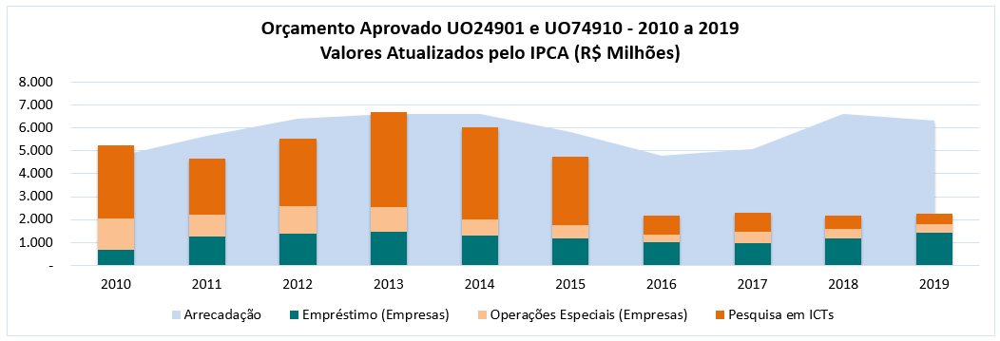 Orçamento Aprovado UO24901 e UO74910 - 2010 a 2019
Valores Atualizados pelo IPCA (R$ Milhões)
8.000
7.000
6.000
5.000
4.000
3.000
2.000
1.000
-
2010 2011 2012 2013 2014 2015 2016 2017 2018 2019
Arrecadação Empréstimo (Empresas) Operações Especiais (Empresas) Pesquisa em ICTs